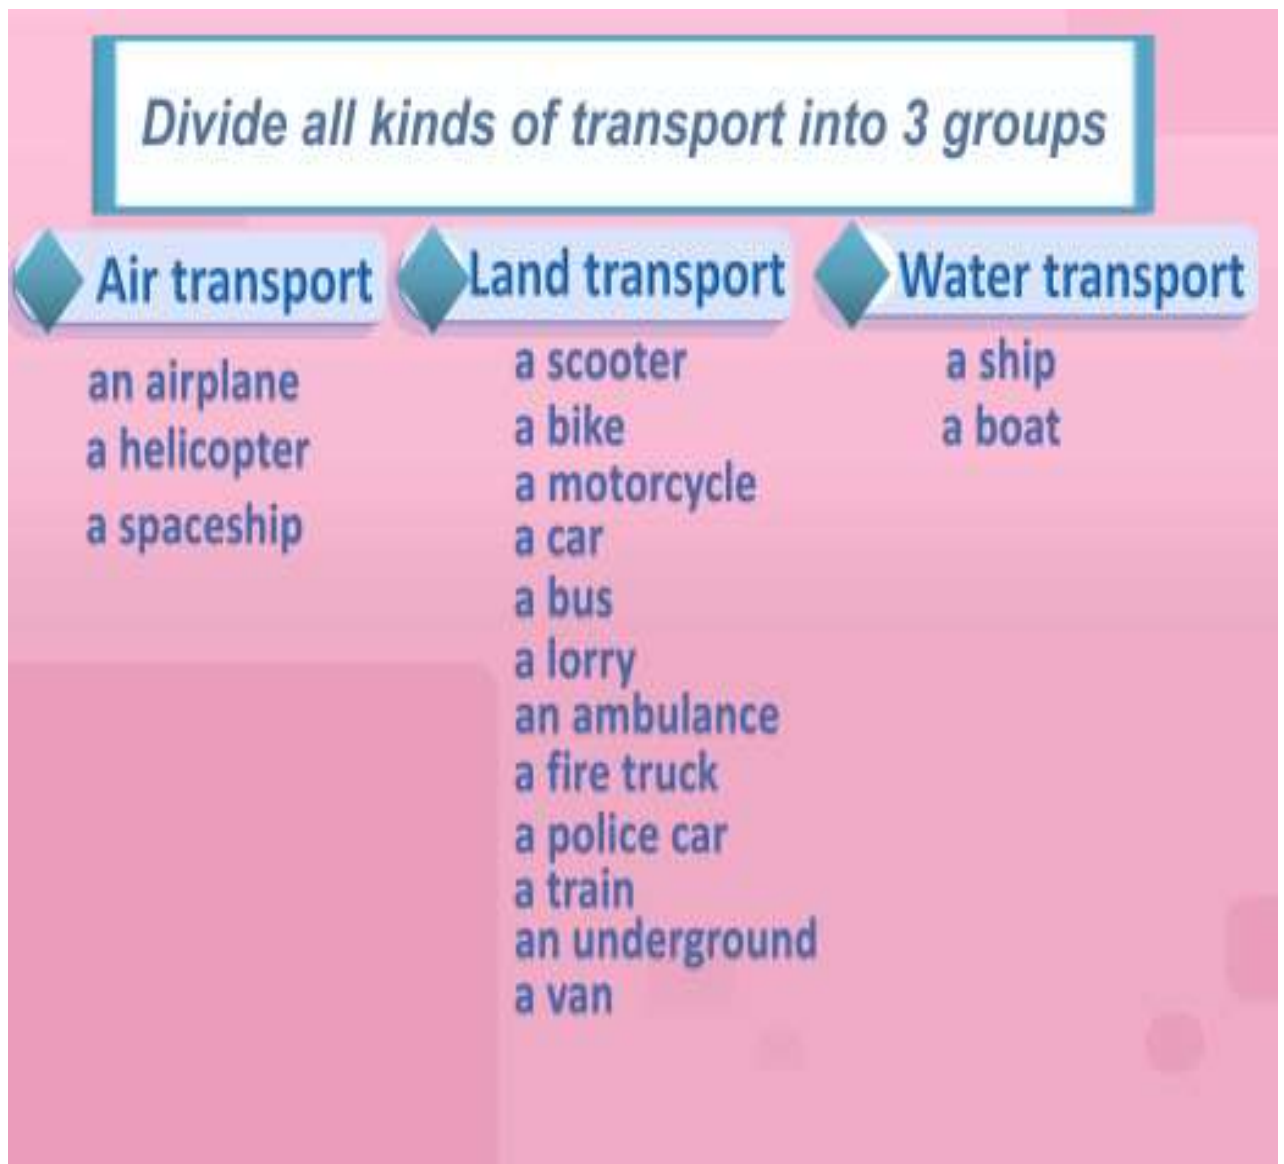 Divide all kinds of transport into 3 groups
Air transport
an airplane
a helicopter
a spaceship
Land transport
a scooter
a bike
a motorcycle
a car
a bus
a lorry
an ambulance
a fire truck
a police car
a train
an underground
a van
Water transport
a ship
a boat